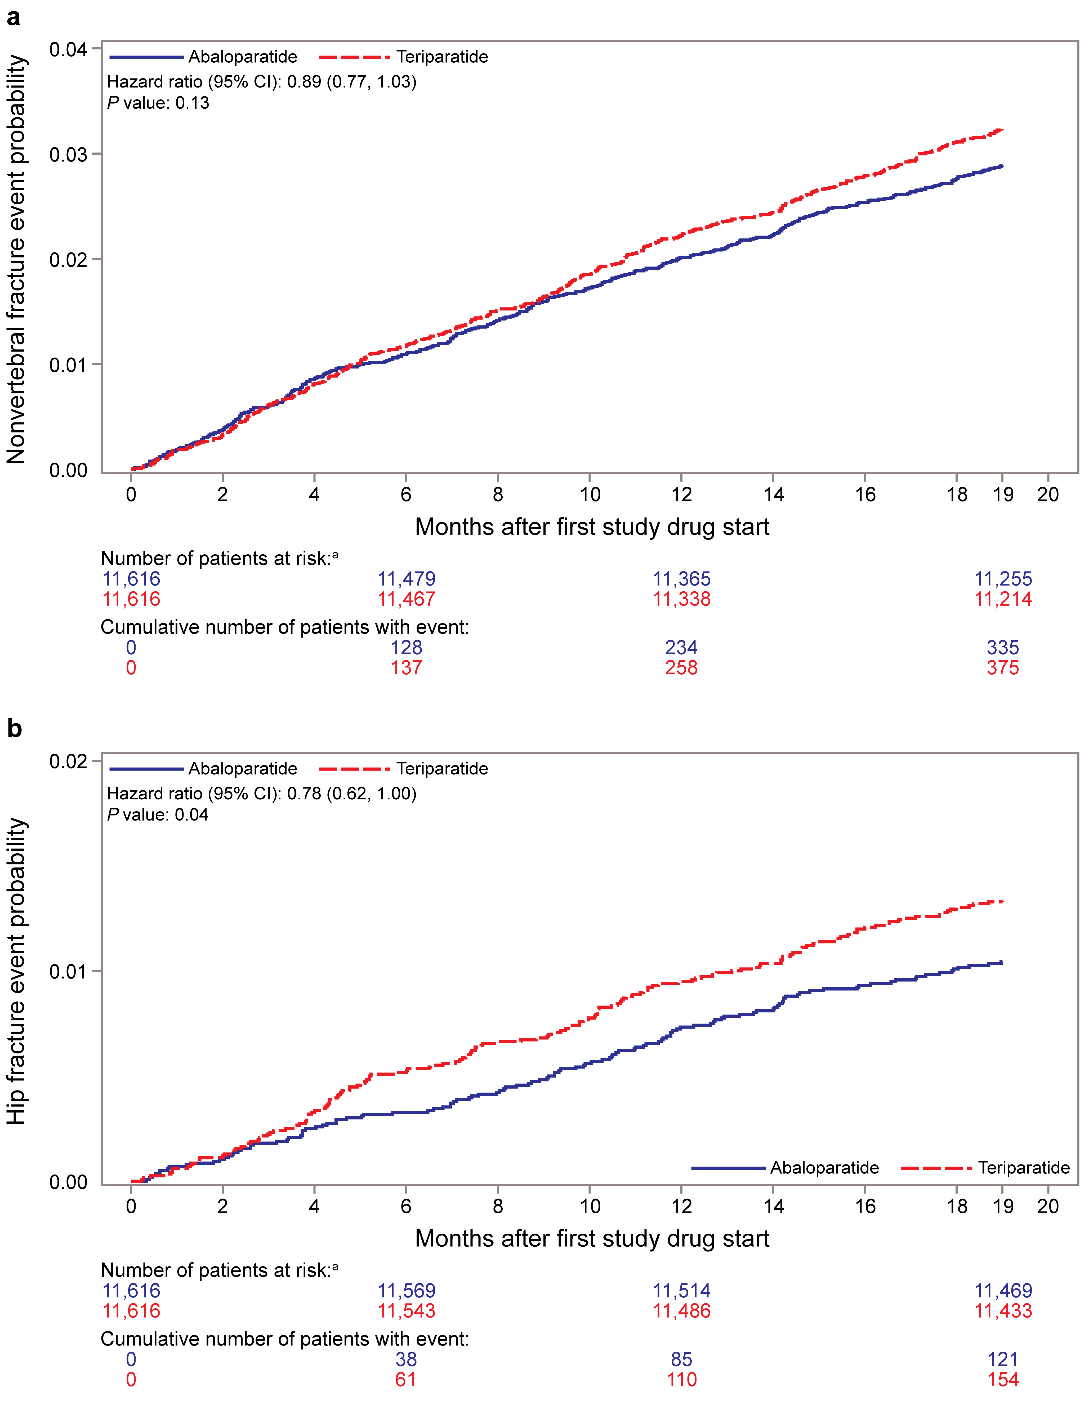 a
Nonvertebral fracture event probability
0.04
0.03
0.02
0.01
0.00
Abaloparatide Teriparatide
Hazard ratio (95% CI): 0.89 (0.77, 1.03)
P value: 0.13
0 2 4 6 8 10 12 14 16 18 19 20
Months after first study drug start
Number of patients at risk:ᵃ
11,616 11,479 11,365 11,255
11,616 11,467 11,338 11,214
Cumulative number of patients with event:
0 128 234 335
0 137 258 375
b
Hip fracture event probability
0.02
0.01
0.00
Abaloparatide Teriparatide
Hazard ratio (95% CI): 0.78 (0.62, 1.00)
P value: 0.04
Abaloparatide Teriparatide
0 2 4 6 8 10 12 14 16 18 19 20
Months after first study drug start
Number of patients at risk:ᵃ
11,616 11,569 11,514 11,469
11,616 11,543 11,486 11,433
Cumulative number of patients with event:
0 38 85 121
0 61 110 154